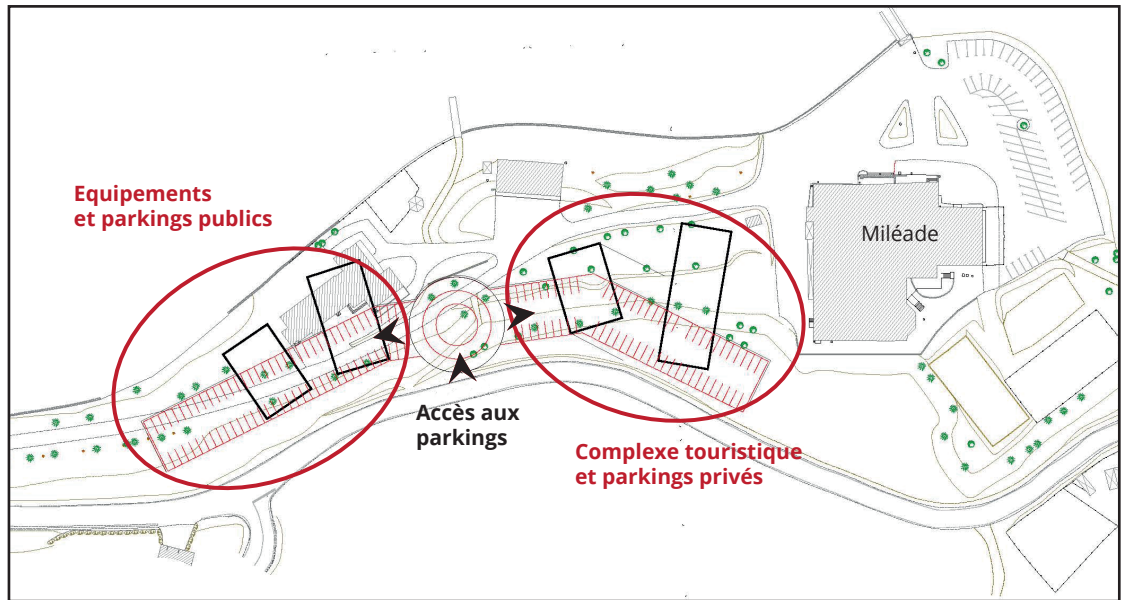 Equipements
et parkings publics
Miléade
Accès aux
parkings
Complexe touristique
et parkings privés